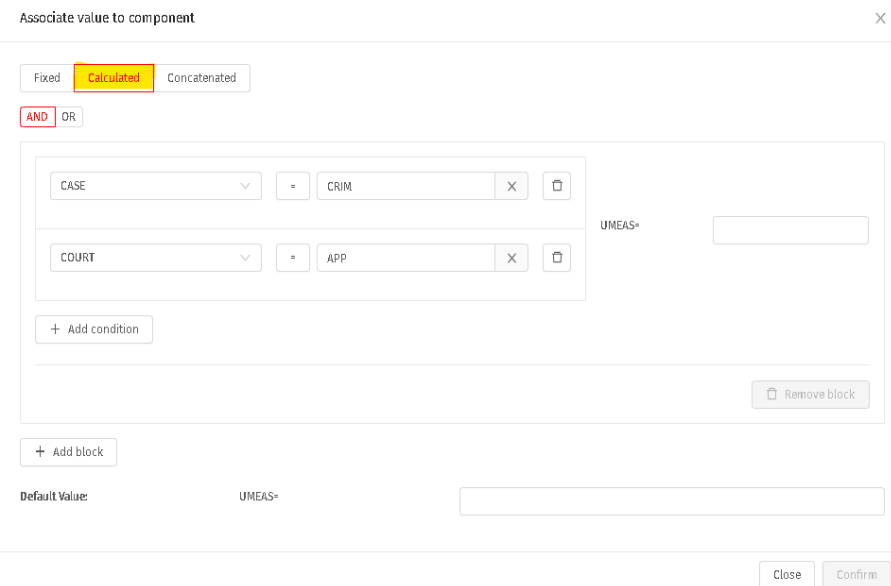 Associate value to component
Fixed Calculated Concatenated
AND OR
CASE = CRIM X
UMEAS=
COURT = APP X
+ Add condition
Remove block
+ Add block
Default Value: UMEAS=
Close Confirm